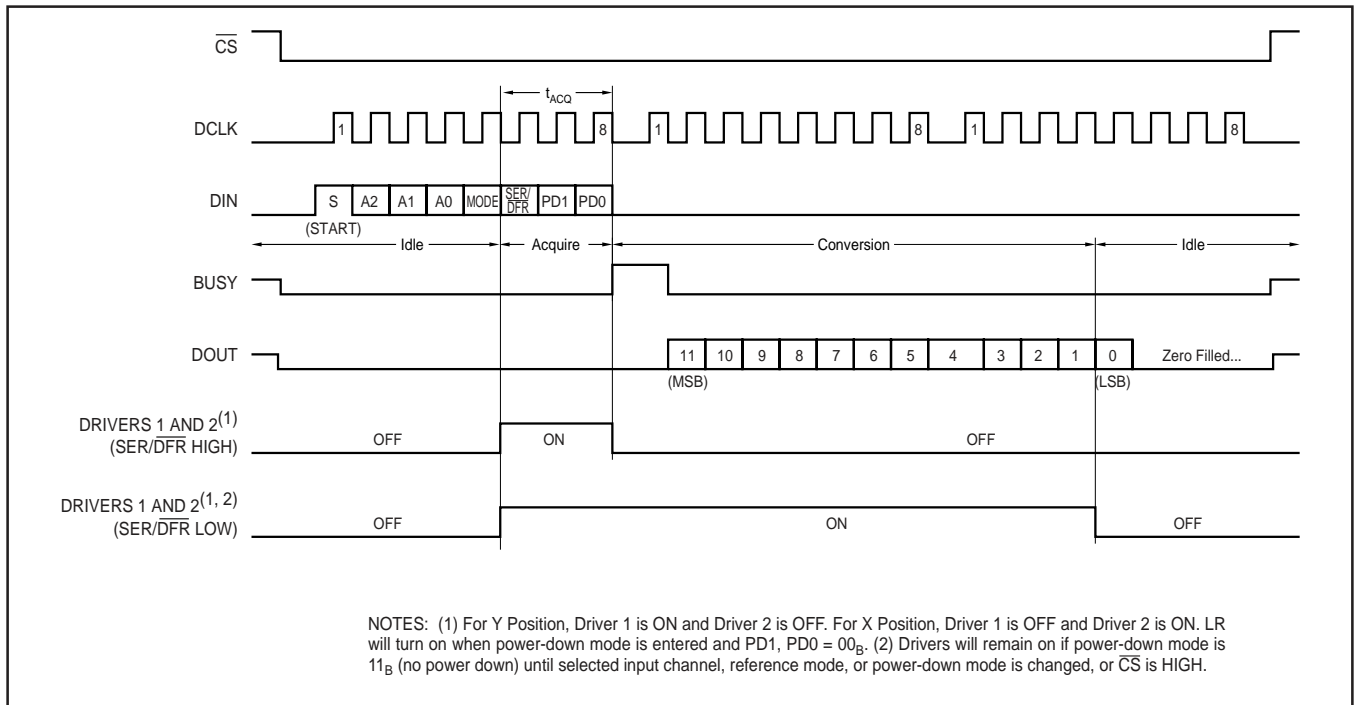 CS
tACQ
DCLK 1 8 1 8 1 8
DIN S A2 A1 A0 MODE SER/DFR PD1 PD0
(START)
Idle Acquire Conversion Idle
BUSY
DOUT 11 10 9 8 7 6 5 4 3 2 1 0 Zero Filled...
(MSB) (LSB)
DRIVERS 1 AND 2(1)
(SER/DFR HIGH) OFF ON OFF
DRIVERS 1 AND 2(1, 2)
(SER/DFR LOW) OFF ON OFF
NOTES: (1) For Y Position, Driver 1 is ON and Driver 2 is OFF. For X Position, Driver 1 is OFF and Driver 2 is ON. LR
will turn on when power-down mode is entered and PD1, PD0 = 00B. (2) Drivers will remain on if power-down mode is
11B (no power down) until selected input channel, reference mode, or power-down mode is changed, or CS is HIGH.